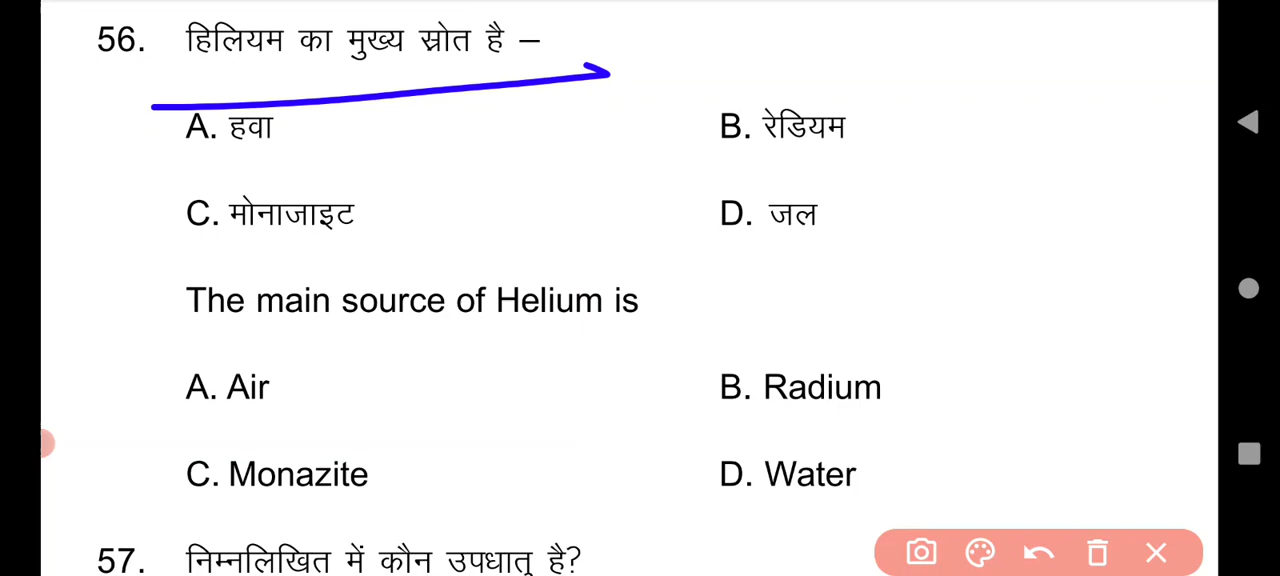 56. हिलियम का मुख्य स्रोत है –
A. हवा B. रेडियम
C. मोनाजाइट D. जल
The main source of Helium is
A. Air B. Radium
C. Monazite D. Water
57. निम्नलिखित में कौन उपधातु है?